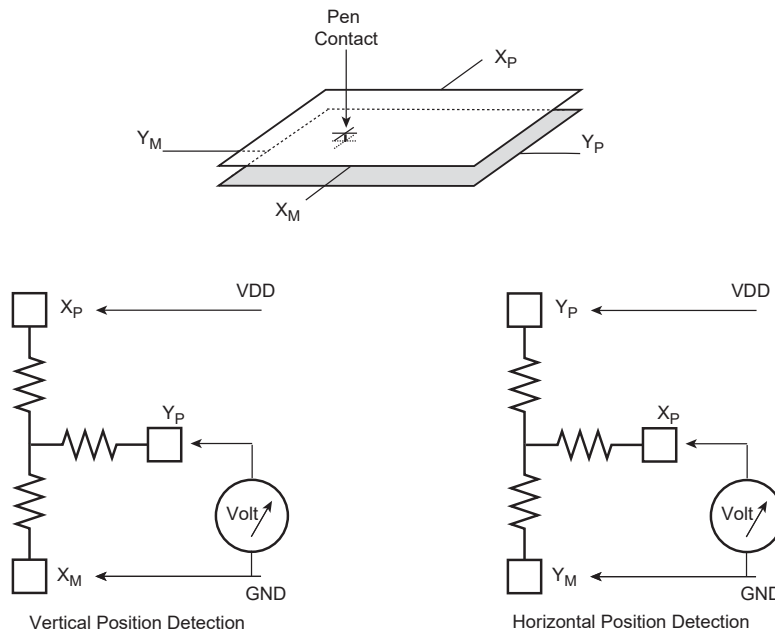 Pen
Contact
XP
YM
YP
XM
VDD
XP
YP
Volt
XM
GND
Vertical Position Detection
VDD
YP
XP
Volt
YM
GND
Horizontal Position Detection